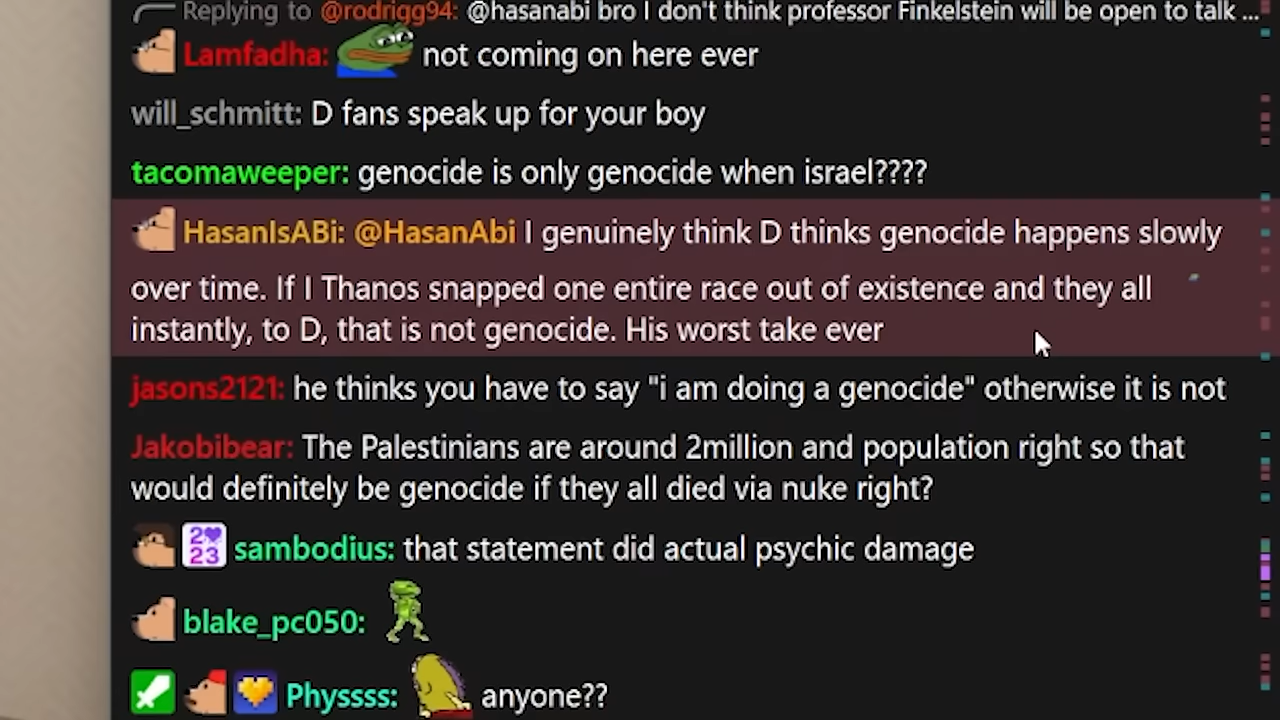 Replying to @rodrigg94: @hasanabi bro I don't think professor Finkelstein will be open to talk ...
Lamfadha: not coming on here ever
will_schmitt: D fans speak up for your boy
tacomaweeper: genocide is only genocide when israel????
HasanIsABi: @HasanAbi I genuinely think D thinks genocide happens slowly
over time. If I Thanos snapped one entire race out of existence and they all
instantly, to D, that is not genocide. His worst take ever
jasons2121: he thinks you have to say "i am doing a genocide" otherwise it is not
Jakobibear: The Palestinians are around 2million and population right so that
would definitely be genocide if they all died via nuke right?
2 23 sambodius: that statement did actual psychic damage
blake_pc050:
Physsss: anyone??